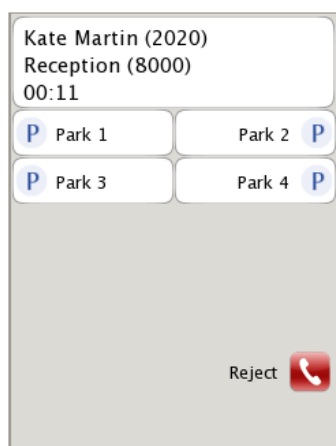 Kate Martin (2020)
Reception (8000)
00:11
P Park 1
Park 2 P
P Park 3
Park 4 P
Reject